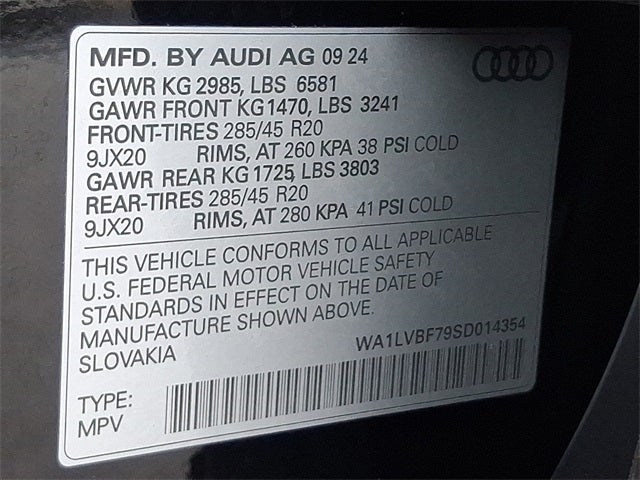 MFD. BY AUDI AG 09 24
GVWR KG 2985, LBS 6581
GAWR FRONT KG1470, LBS 3241
FRONT-TIRES 285/45 R20
9JX20 RIMS, AT 260 KPA 38 PSI COLD
GAWR REAR KG 1725, LBS 3803
REAR-TIRES 285/45 R20
9JX20 RIMS, AT 280 KPA 41 PSI COLD
THIS VEHICLE CONFORMS TO ALL APPLICABLE
U.S. FEDERAL MOTOR VEHICLE SAFETY
STANDARDS IN EFFECT ON THE DATE OF
MANUFACTURE SHOWN ABOVE.
SLOVAKIA WA1LVBF79SD014354
TYPE:
MPV